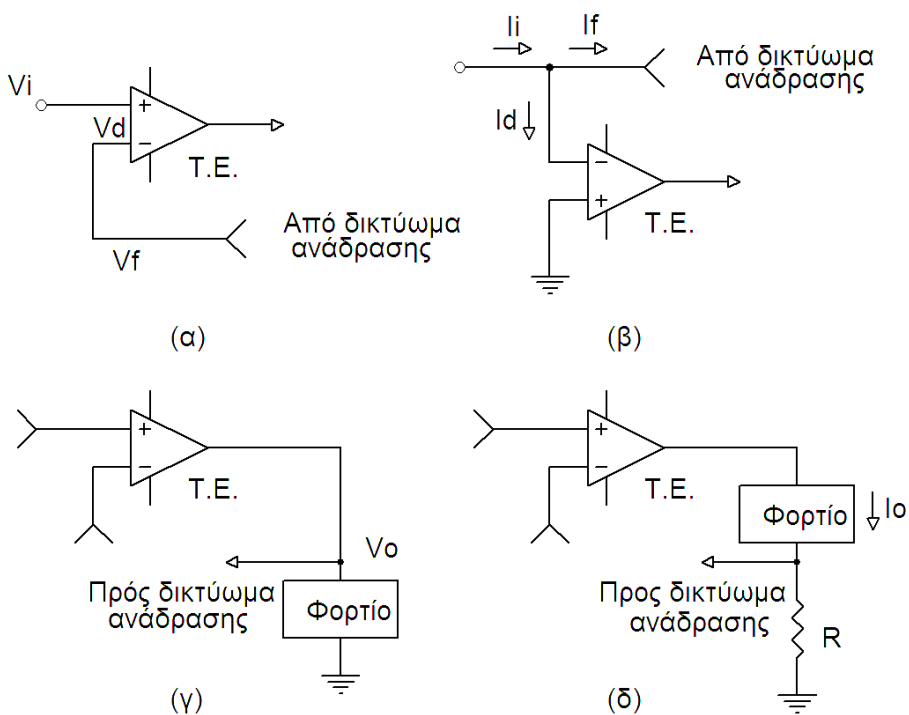 Vi
Vd
+
−
Τ.Ε.
Από δικτύωμα
ανάδρασης
Vf
(α)
Ii
If
Από δικτύωμα
ανάδρασης
Id
−
+
Τ.Ε.
(β)
+
−
Τ.Ε.
Vo
Πρός δικτύωμα
ανάδρασης
Φορτίο
(γ)
+
−
Τ.Ε.
Φορτίο
Io
Προς δικτύωμα
ανάδρασης
R
(δ)